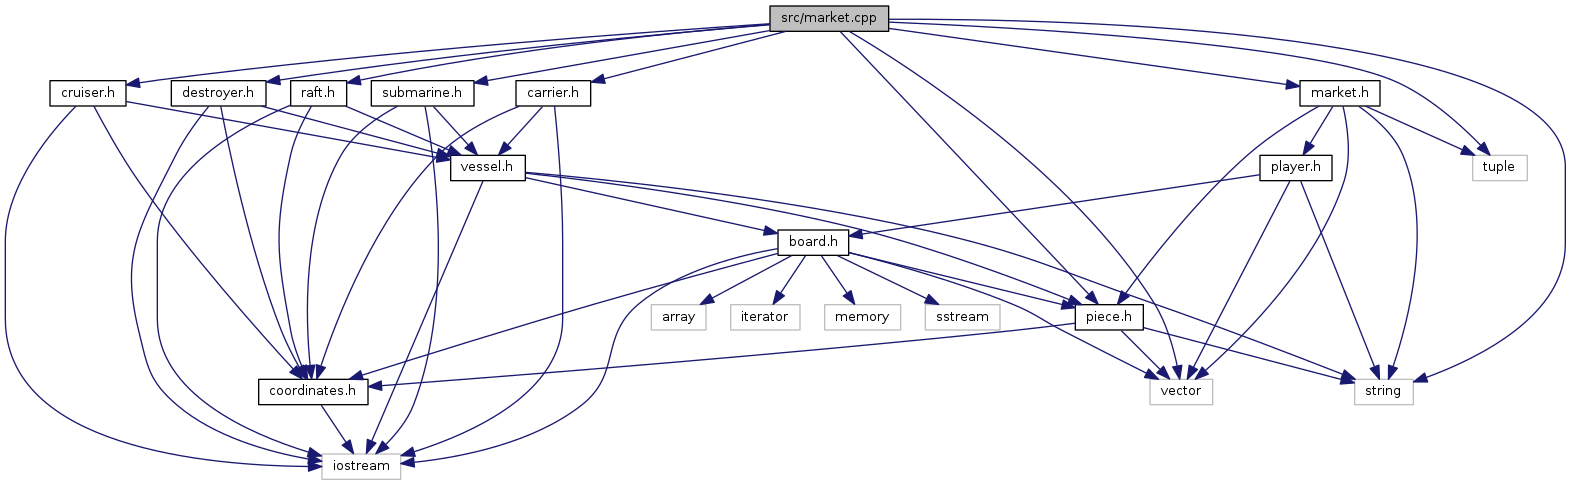 src/market.cpp
cruiser.h
destroyer.h
raft.h
submarine.h
carrier.h
market.h
vessel.h
player.h
tuple
board.h
array
iterator
memory
sstream
piece.h
coordinates.h
vector
string
iostream